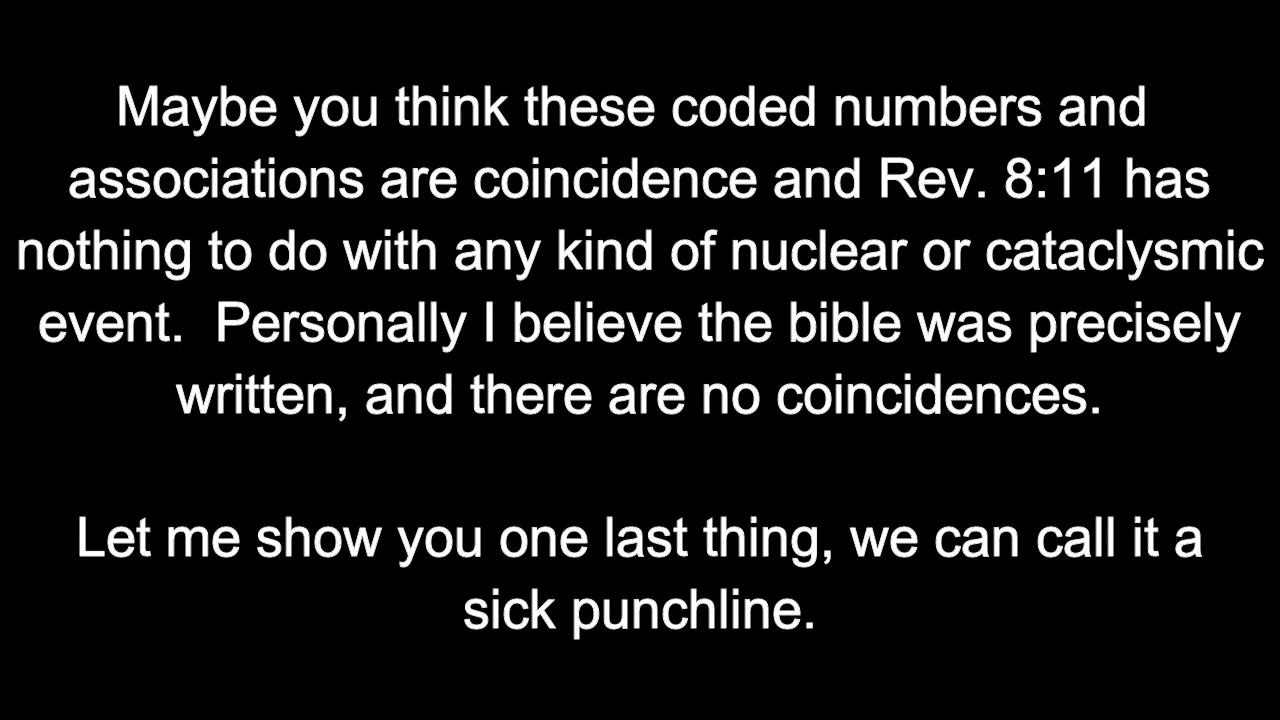 Maybe you think these coded numbers and
associations are coincidence and Rev. 8:11 has
nothing to do with any kind of nuclear or cataclysmic
event.  Personally I believe the bible was precisely
written, and there are no coincidences.
Let me show you one last thing, we can call it a
sick punchline.